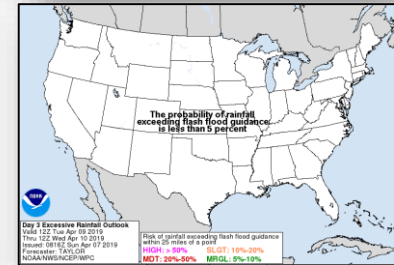 The probability of rainfall
exceeding flash flood guidance
is less than 5 percent
Day 3 Excessive Rainfall Outlook
Valid 12Z Tue Apr 09 2019
Thru 12Z Wed Apr 10 2019
Issued: 0816Z Sun Apr 07 2019
Forecaster: TAYLOR
NOAA/NWS/NCEP/WPC
Risk of rainfall exceeding flash flood guidance
within 25 miles of a point
HIGH: > 50% SLGT: 10%-20%
MDT: 20%-50% MRGL: 5%-10%